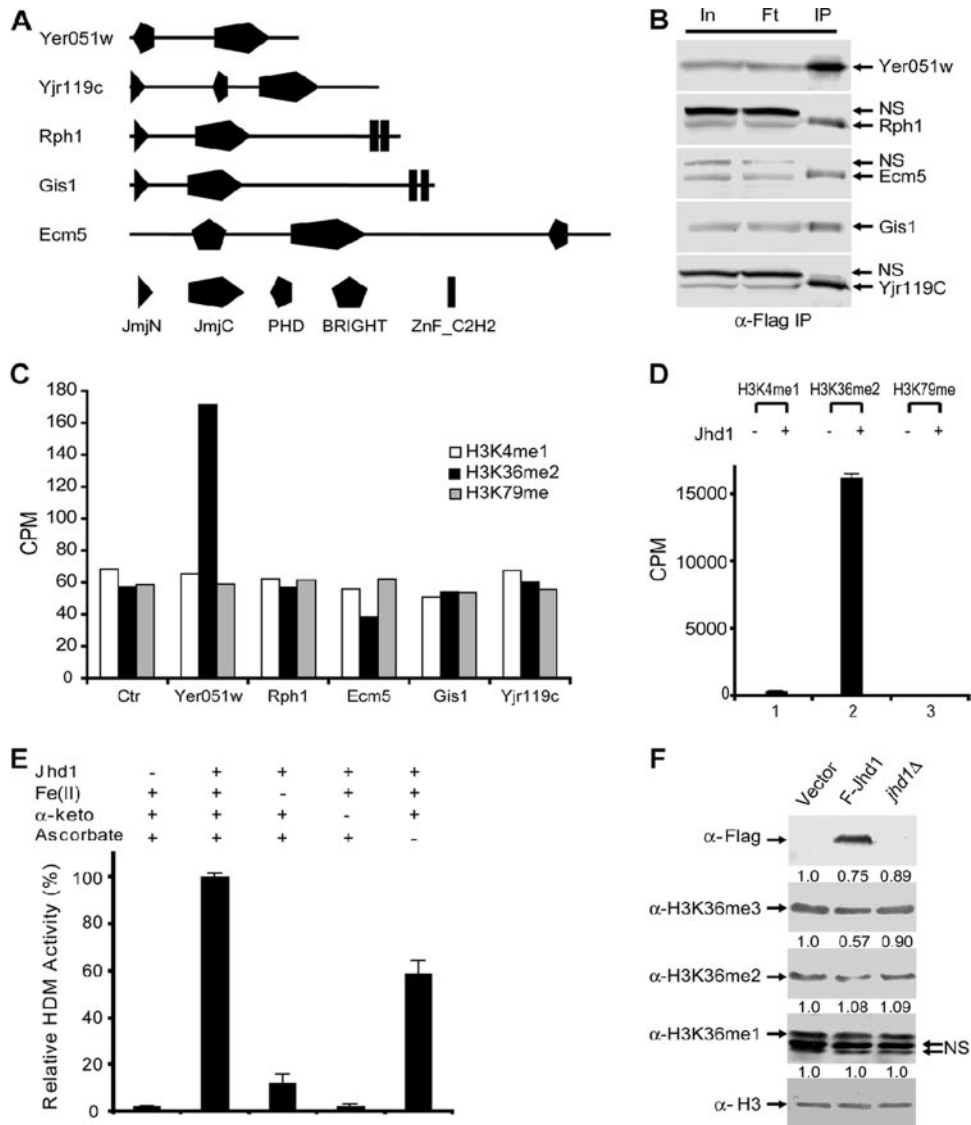 A
Yer051w
Yjr119c
Rph1
Gis1
Ecm5
JmjN JmjC PHD BRIGHT ZnF_C2H2
B
In Ft IP
Yer051w
NS
Rph1
NS
Ecm5
Gis1
NS
Yjr119C
α-Flag IP
C
CPM
180
160
140
120
100
80
60
40
20
0
H3K4me1
H3K36me2
H3K79me
Ctr Yer051w Rph1 Ecm5 Gis1 Yjr119c
D
H3K4me1 H3K36me2 H3K79me
Jhd1 - + - + - +
CPM
15000
10000
5000
0
1 2 3
E
Jhd1 - + + + +
Fe(II) + + - + +
α-keto + + + - +
Ascorbate + + + + -
Relative HDM Activity (%)
100
80
60
40
20
0
F
Vector F-Jhd1 jhd1Δ
α-Flag
1.0 0.75 0.89
α-H3K36me3
1.0 0.57 0.90
α-H3K36me2
1.0 1.08 1.09
α-H3K36me1
NS
1.0 1.0 1.0
α-H3